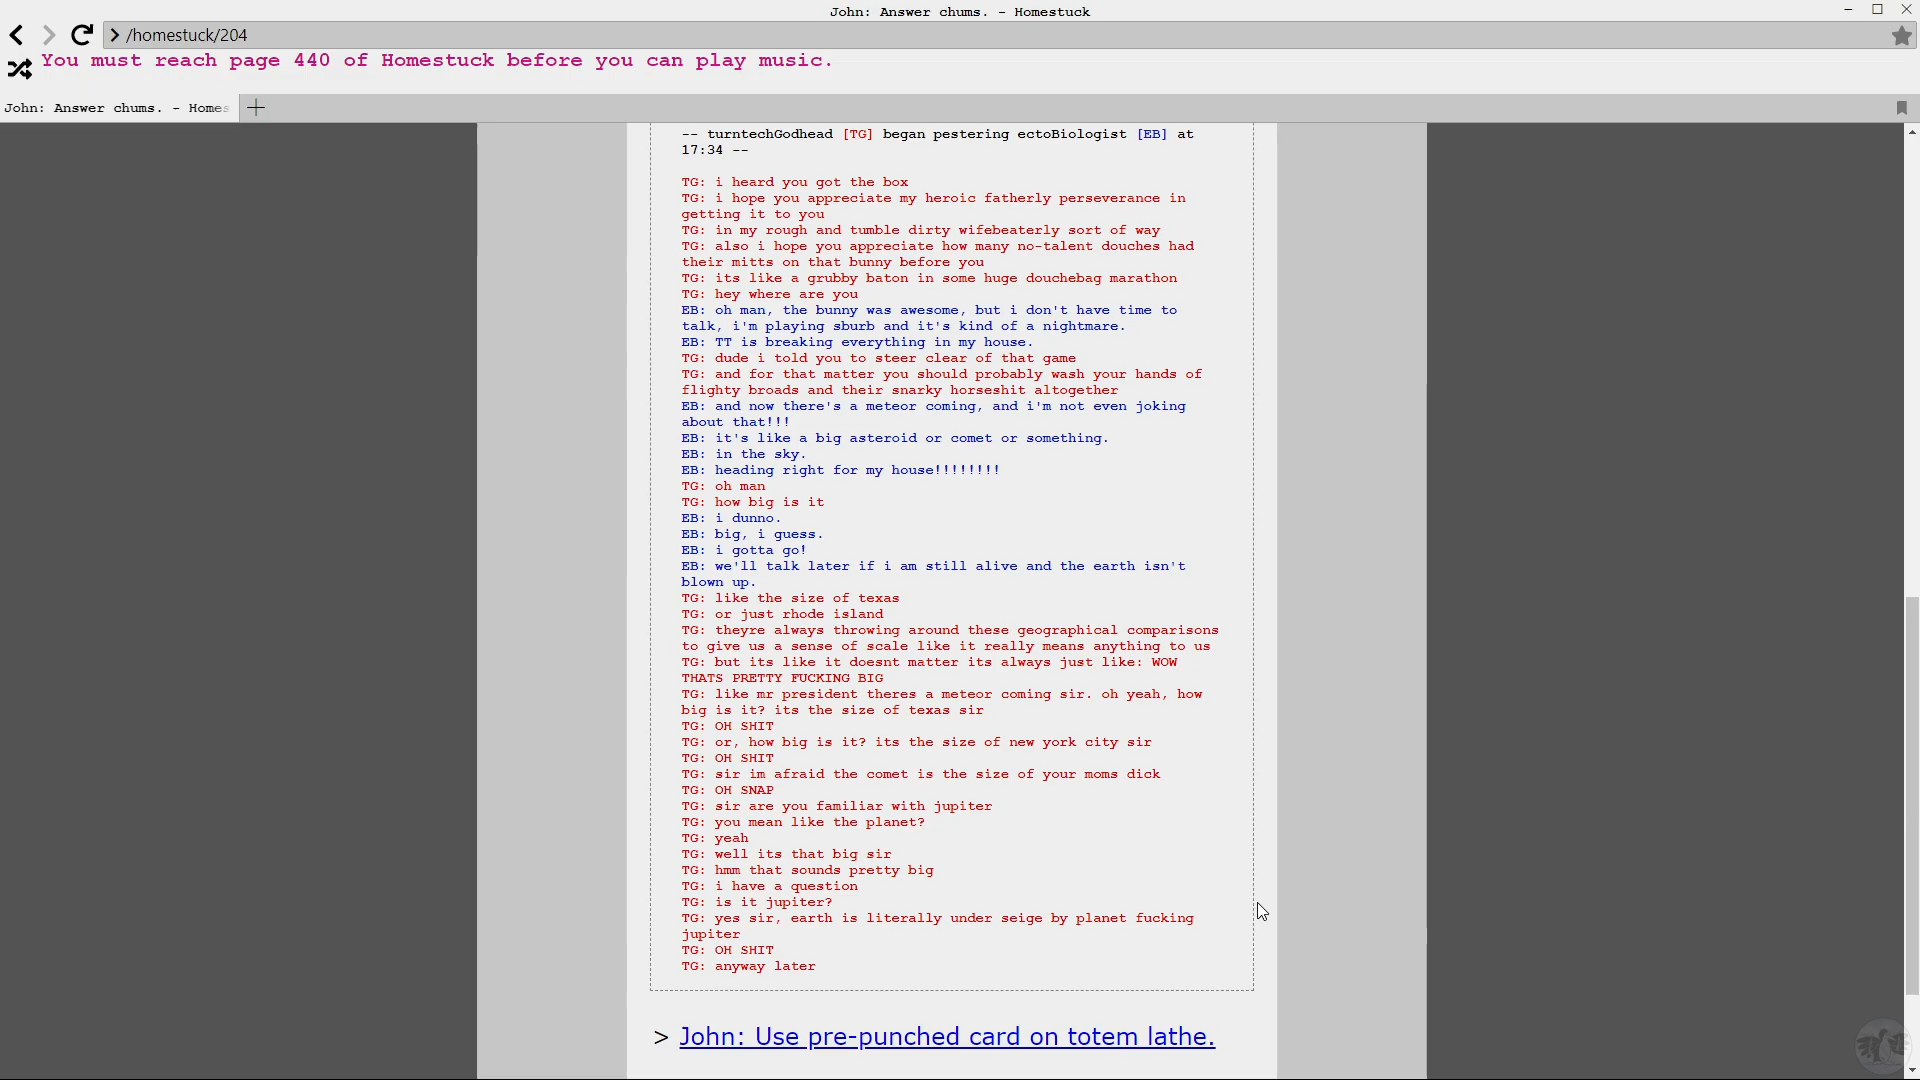 John: Answer chums. - Homestuck
/homestuck/204
You must reach page 440 of Homestuck before you can play music.
John: Answer chums. - Homes
-- turntechGodhead [TG] began pestering ectoBiologist [EB] at
17:34 --
TG: i heard you got the box
TG: i hope you appreciate my heroic fatherly perseverance in
getting it to you
TG: in my rough and tumble dirty wifebeaterly sort of way
TG: also i hope you appreciate how many no-talent douches had
their mitts on that bunny before you
TG: its like a grubby baton in some huge douchebag marathon
TG: hey where are you
EB: oh man, the bunny was awesome, but i don't have time to
talk, i'm playing sburb and it's kind of a nightmare.
EB: TT is breaking everything in my house.
TG: dude i told you to steer clear of that game
TG: and for that matter you should probably wash your hands of
flighty broads and their snarky horseshit altogether
EB: and now there's a meteor coming, and i'm not even joking
about that!!!
EB: it's like a big asteroid or comet or something.
EB: in the sky.
EB: heading right for my house!!!!!!!!
TG: oh man
TG: how big is it
EB: i dunno.
EB: big, i guess.
EB: i gotta go!
EB: we'll talk later if i am still alive and the earth isn't
blown up.
TG: like the size of texas
TG: or just rhode island
TG: theyre always throwing around these geographical comparisons
to give us a sense of scale like it really means anything to us
TG: but its like it doesnt matter its always just like: WOW
THATS PRETTY FUCKING BIG
TG: like mr president theres a meteor coming sir. oh yeah, how
big is it? its the size of texas sir
TG: OH SHIT
TG: or, how big is it? its the size of new york city sir
TG: OH SHIT
TG: sir im afraid the comet is the size of your moms dick
TG: OH SNAP
TG: sir are you familiar with jupiter
TG: you mean like the planet?
TG: yeah
TG: well its that big sir
TG: hmm that sounds pretty big
TG: i have a question
TG: is it jupiter?
TG: yes sir, earth is literally under seige by planet fucking
jupiter
TG: OH SHIT
TG: anyway later
> John: Use pre-punched card on totem lathe.